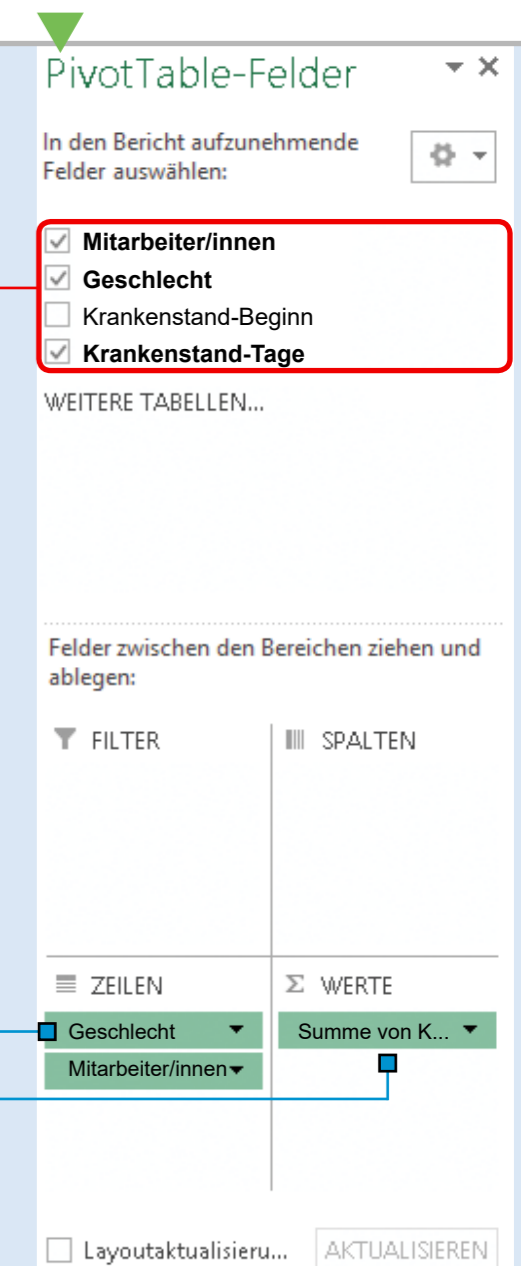 PivotTable-Felder
In den Bericht aufzunehmende
Felder auswählen:
Mitarbeiter/innen
Geschlecht
Krankenstand-Beginn
Krankenstand-Tage
WEITERE TABELLEN...
Felder zwischen den Bereichen ziehen und
ablegen:
FILTER
SPALTEN
ZEILEN
Σ WERTE
Geschlecht
Summe von K...
Mitarbeiter/innen
Layoutaktualisieru...
AKTUALISIEREN